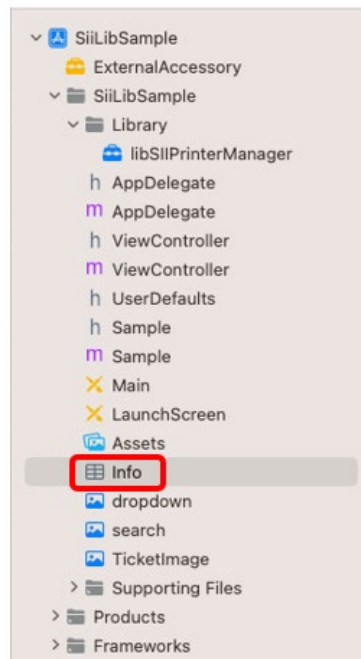 SiiLibSample
ExternalAccessory
SiiLibSample
Library
libSIIPrinterManager
h AppDelegate
m AppDelegate
h ViewController
m ViewController
h UserDefaults
h Sample
m Sample
Main
LaunchScreen
Assets
Info
dropdown
search
TicketImage
Supporting Files
Products
Frameworks